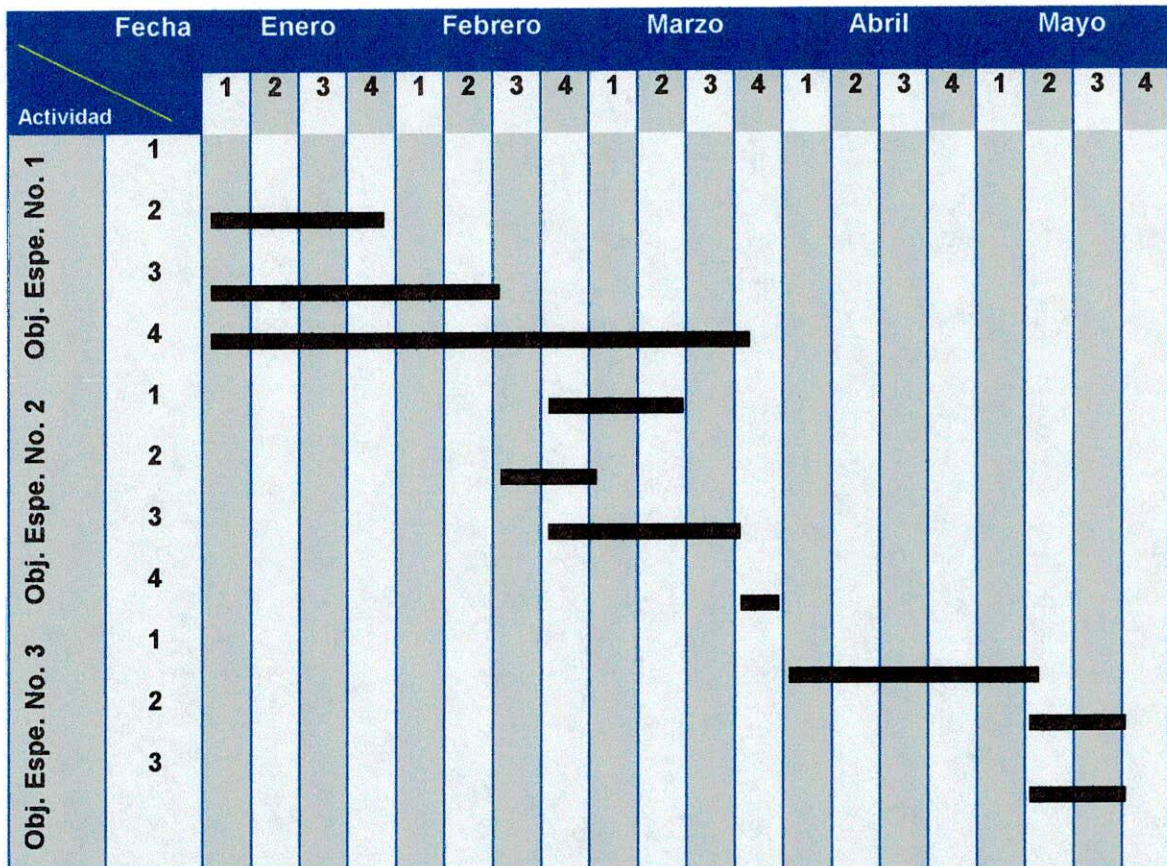 Fecha Enero Febrero Marzo Abril Mayo
Actividad 1 2 3 4 1 2 3 4 1 2 3 4 1 2 3 4 1 2 3 4
Obj. Espe. No. 1
1
2
3
4
Obj. Espe. No. 2
1
2
3
4
Obj. Espe. No. 3
1
2
3